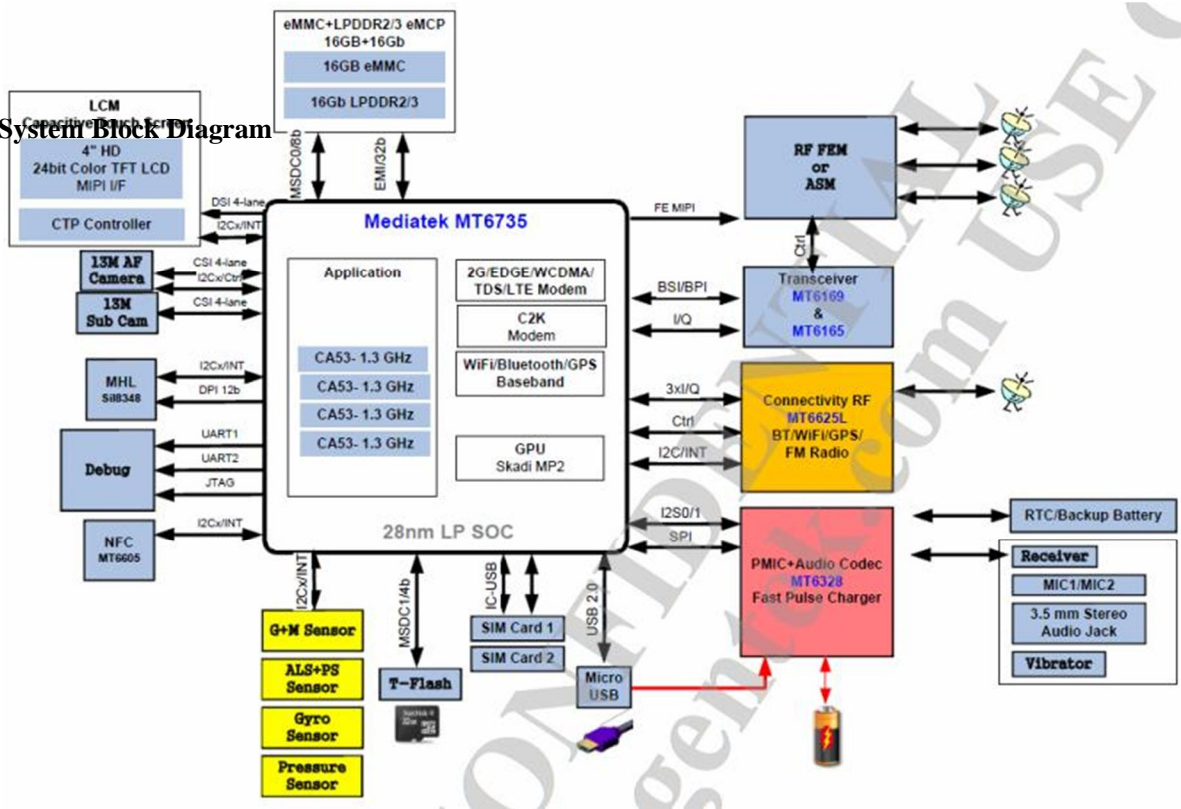 eMMC+LPDDR2/3 eMCP
16GB+16Gb
16GB eMMC
16Gb LPDDR2/3
LCM
Capacitive Touch Screen
System Block Diagram
4" HD
24bit Color TFT LCD
MIPI I/F
CTP Controller
MSDC0/8b
EMI/32b
DSI 4-lane
I2Cx/INT
13M AF
Camera
CSI 4-lane
I2Cx/Ctrl
13M
Sub Cam
CSI 4-lane
MHL
SiI8348
I2Cx/INT
DPI 12b
Debug
UART1
UART2
JTAG
NFC
MT6605
I2Cx/INT
Mediatek MT6735
Application
CA53- 1.3 GHz
CA53- 1.3 GHz
CA53- 1.3 GHz
CA53- 1.3 GHz
2G/EDGE/WCDMA/
TDS/LTE Modem
C2K
Modem
WiFi/Bluetooth/GPS
Baseband
GPU
Skadi MP2
28nm LP SOC
FE MIPI
RF FEM
or
ASM
Ctrl
BSI/BPI
I/Q
Transceiver
MT6169
&
MT6165
3xI/Q
Ctrl
I2C/INT
Connectivity RF
MT6625L
BT/WiFi/GPS/
FM Radio
I2S0/1
SPI
PMIC+Audio Codec
MT6328
Fast Pulse Charger
RTC/Backup Battery
Receiver
MIC1/MIC2
3.5 mm Stereo
Audio Jack
Vibrator
I2Cx/INT
G+M Sensor
ALS+PS
Sensor
Gyro
Sensor
Pressure
Sensor
MSDC1/4b
T-Flash
IC-USB
SIM Card 1
SIM Card 2
USB 2.0
Micro
USB
CONFIDENTIAL
USE